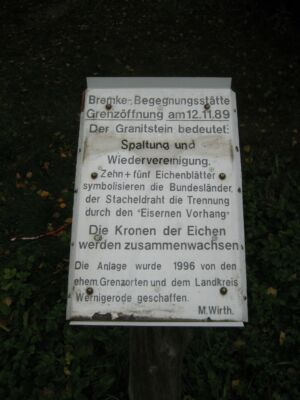 Bremke-Begegnungsstätte
Grenzöffnung am 12.11.89
Der Granitstein bedeutet:
Spaltung und
Wiedervereinigung.
Zehn+fünf Eichenblätter
symbolisieren die Bundesländer,
der Stacheldraht die Trennung
durch den "Eisernen Vorhang"
Die Kronen der Eichen
werden zusammenwachsen
Die Anlage wurde 1996 von den
ehem. Grenzorten und dem Landkreis
Wernigerode geschaffen.
M. Wirth.